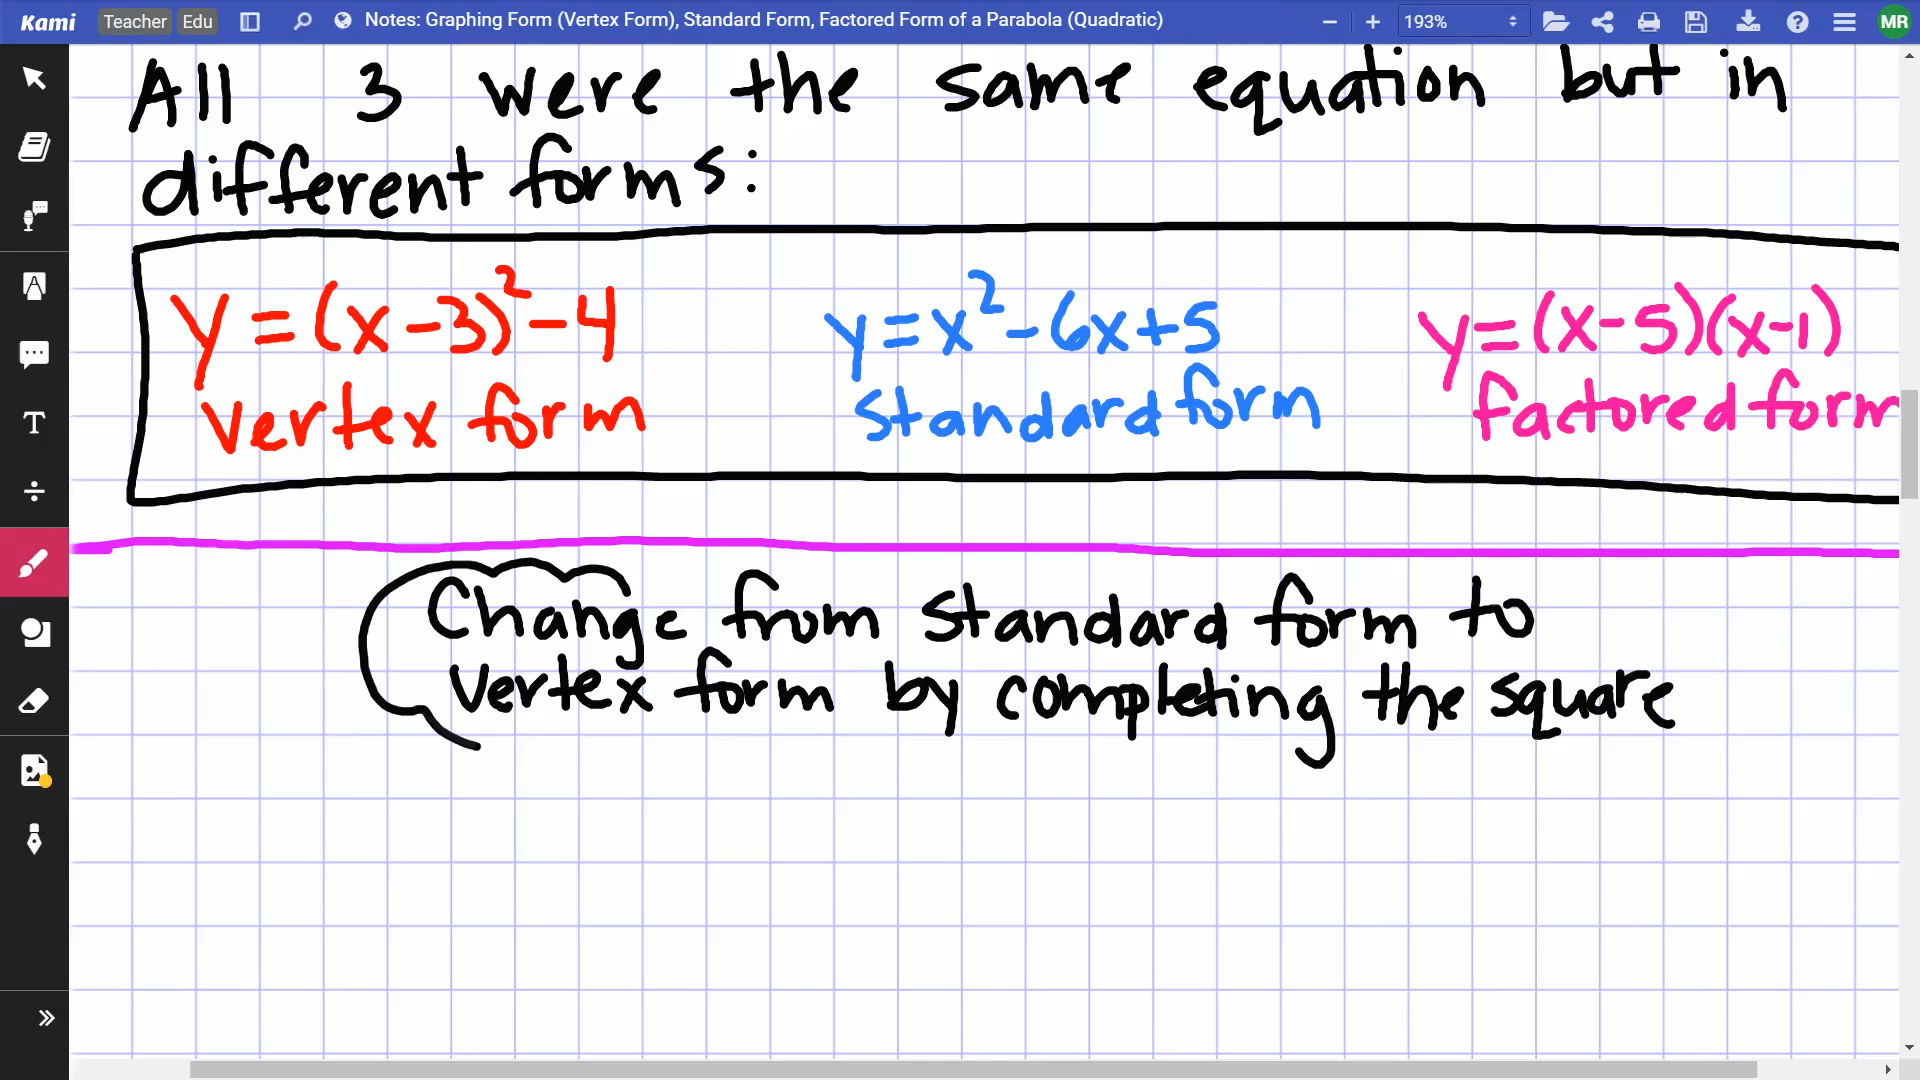 Kami Teacher Edu Notes: Graphing Form (Vertex Form), Standard Form, Factored Form of a Parabola (Quadratic) 193% MR
All 3 were the same equation but in
different forms:
y = (x - 3)² - 4 y = x² - 6x + 5 y = (x - 5)(x - 1)
vertex form standard form factored form
Change from standard form to
vertex form by completing the square